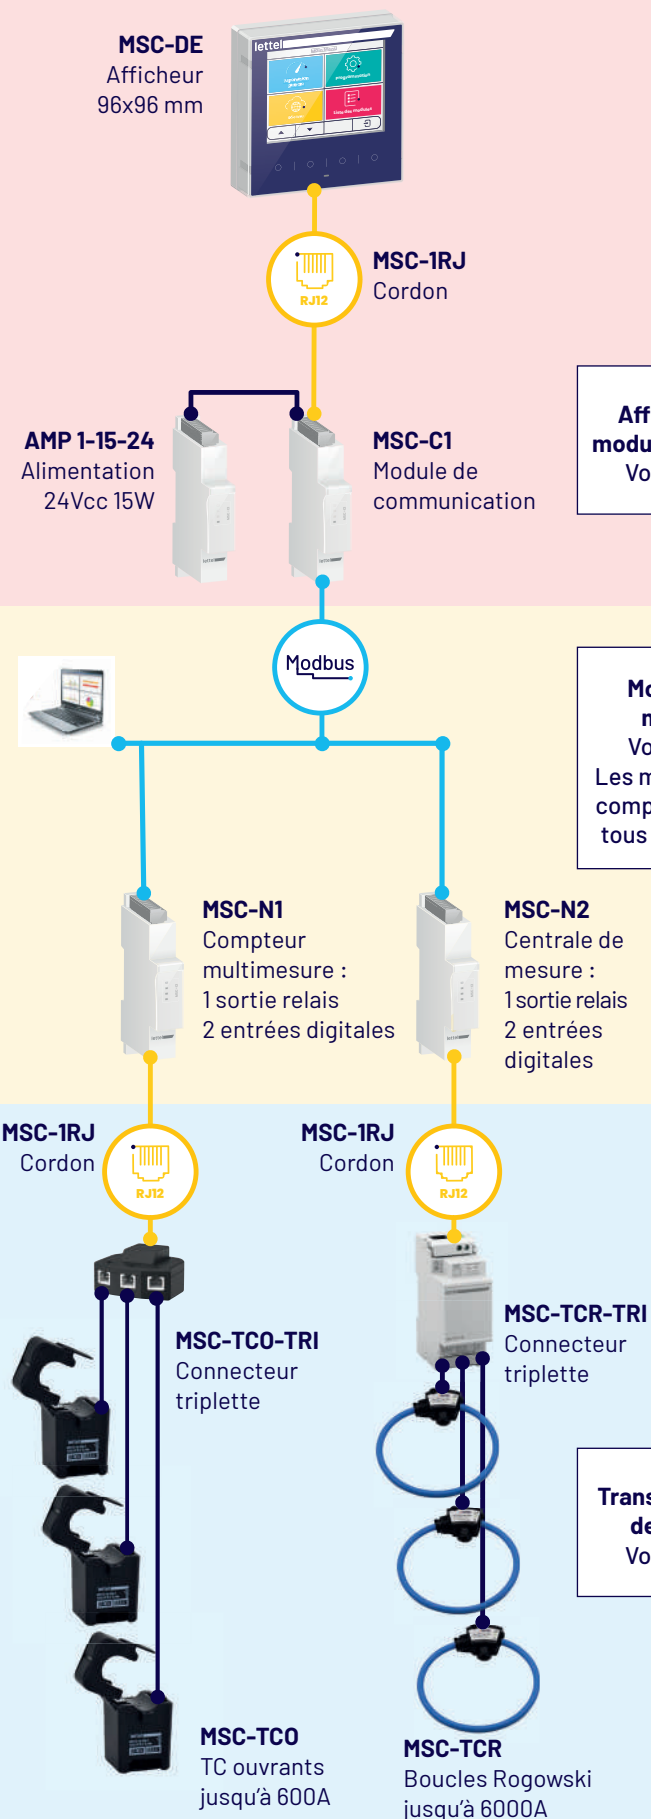 MSC-DE
Afficheur
96x96 mm
lettel
RJ12
MSC-1RJ
Cordon
AMP 1-15-24
Alimentation
24Vcc 15W
lettel
MSC-C1
Module de
communication
lettel
Aff
modu
Vo
Modbus
Mo
m
Vo
Les m
comp
tous
MSC-N1
Compteur
multimesure :
1 sortie relais
2 entrées digitales
lettel
MSC-N2
Centrale de
mesure :
1 sortie relais
2 entrées
digitales
lettel
MSC-1RJ
Cordon
RJ12
MSC-1RJ
Cordon
RJ12
MSC-TCO-TRI
Connecteur
triplette
MSC-TCR-TRI
Connecteur
triplette
Trans
de
Vo
MSC-TCO
TC ouvrants
jusqu'à 600A
MSC-TCR
Boucles Rogowski
jusqu'à 6000A